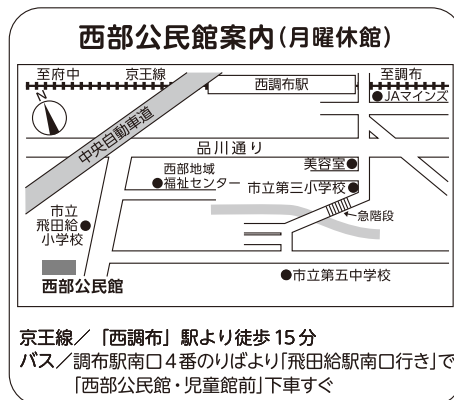 西部公民館案内(月曜休館)
至府中
京王線
西調布駅
至調布
JAマインズ
N
中央自動車道
品川通り
美容室
西部地域
福祉センター
市立第三小学校
急階段
市立
飛田給
小学校
西部公民館
市立第五中学校
京王線/「西調布」駅より徒歩15分
バス/調布駅南口4番のりばより「飛田給駅南口行き」で
「西部公民館・児童館前」下車すぐ